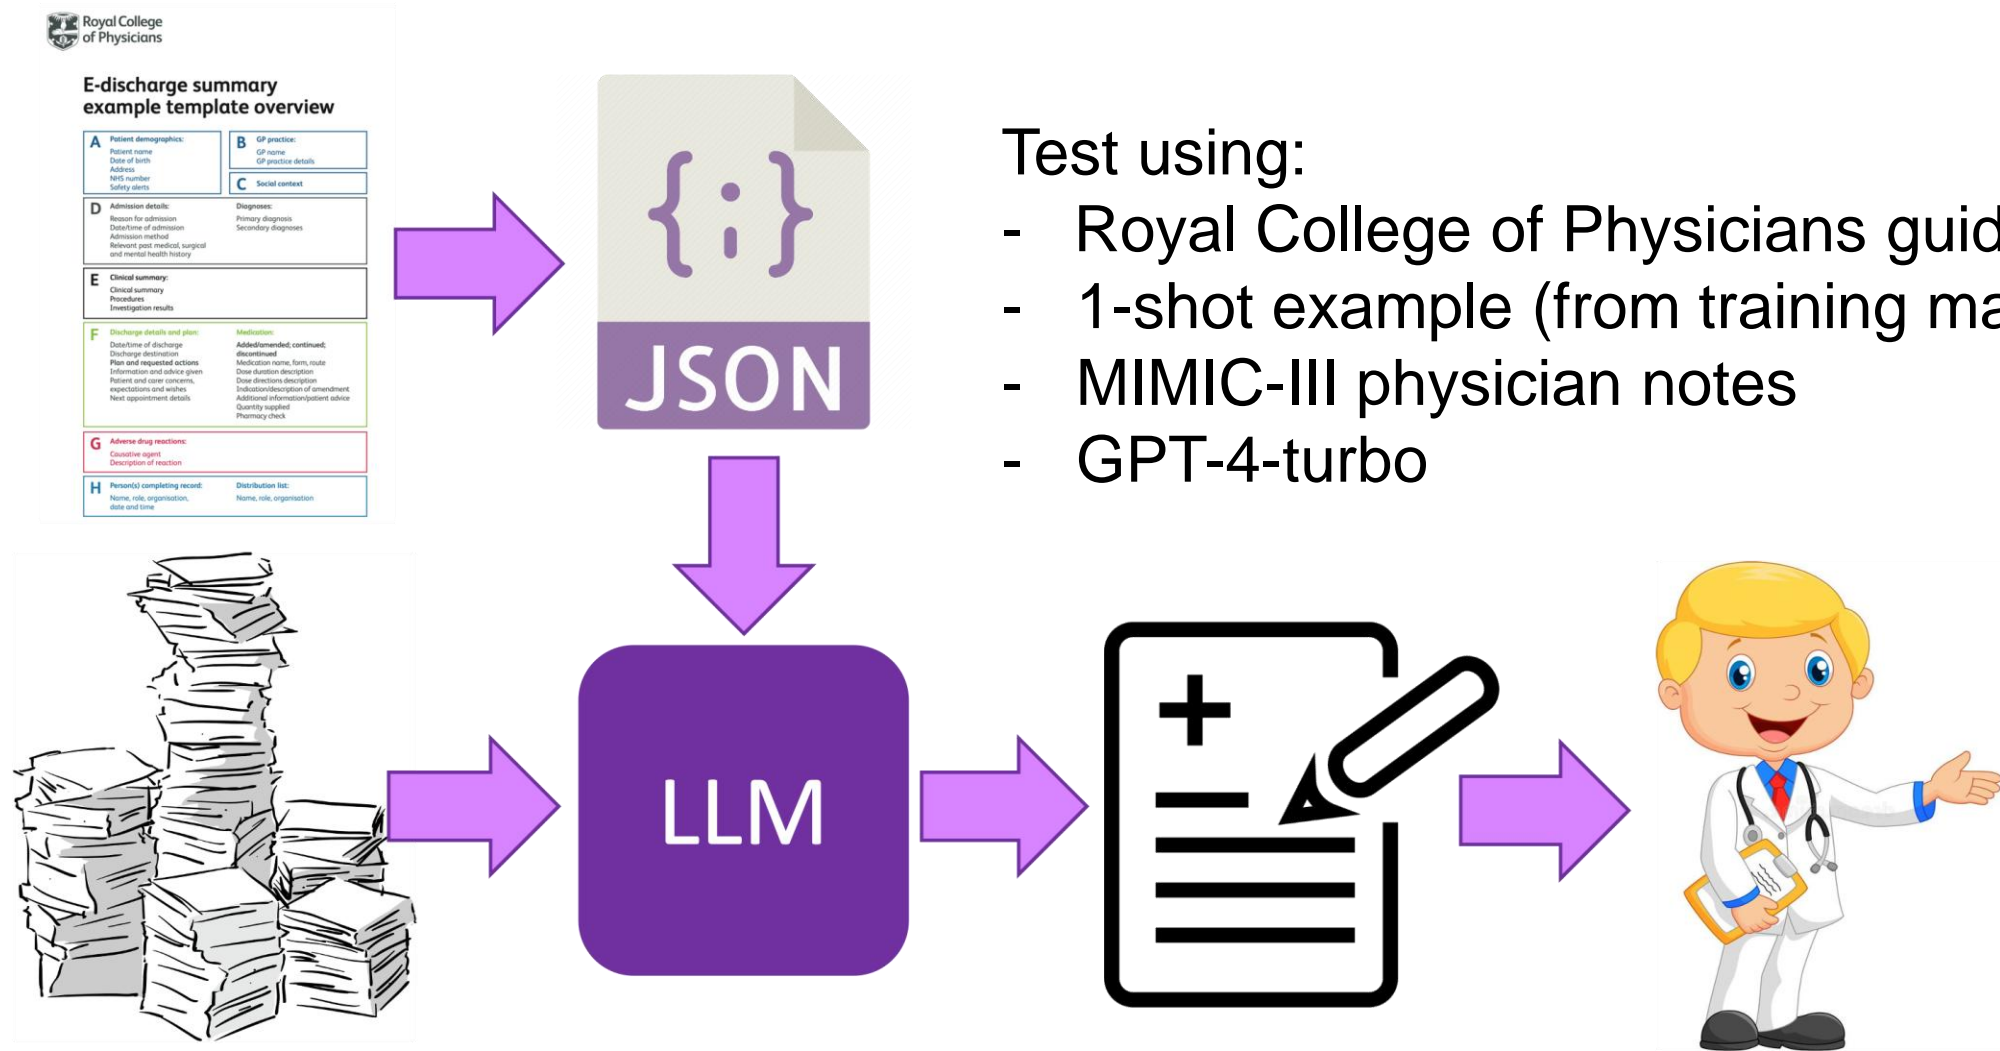 Royal College
of Physicians
E-discharge summary
example template overview
A Patient demographics:
Patient name
Date of birth
Address
NHS number
Safety alerts
B GP practice:
GP name
GP practice details
C Social context
D Admission details:
Reason for admission
Date/time of admission
Admission method
Relevant past medical, surgical
and mental health history
Diagnoses:
Primary diagnosis
Secondary diagnoses
E Clinical summary:
Clinical summary
Procedures
Investigation results
F Discharge details and plan:
Date/time of discharge
Discharge destination
Plan and requested actions
Information and advice given
Patient and carer concerns,
expectations and wishes
Next appointment details
Medication:
Added/amended; continued;
discontinued
Medication name, form, route
Dose duration description
Dose directions description
Indication/description of amendment
Additional information/patient advice
Quantity supplied
Pharmacy check
G Adverse drug reactions:
Causative agent
Description of reaction
H Person(s) completing record:
Name, role, organisation,
date and time
Distribution list:
Name, role, organisation
{;}
JSON
Test using:
- Royal College of Physicians guid
- 1-shot example (from training ma
- MIMIC-III physician notes
- GPT-4-turbo
LLM